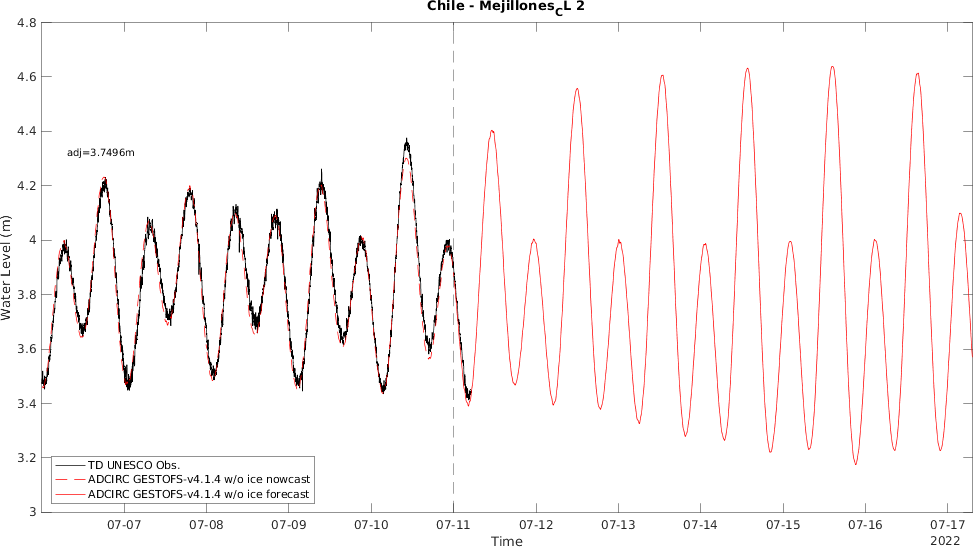 Chile - Mejillones_CL 2
4.8
4.6
4.4
4.2
4
3.8
3.6
3.4
3.2
3
Water Level (m)
adj=3.7496m
TD UNESCO Obs.
ADCIRC GESTOFS-v4.1.4 w/o ice nowcast
ADCIRC GESTOFS-v4.1.4 w/o ice forecast
07-07 07-08 07-09 07-10 07-11 07-12 07-13 07-14 07-15 07-16 07-17
Time
2022